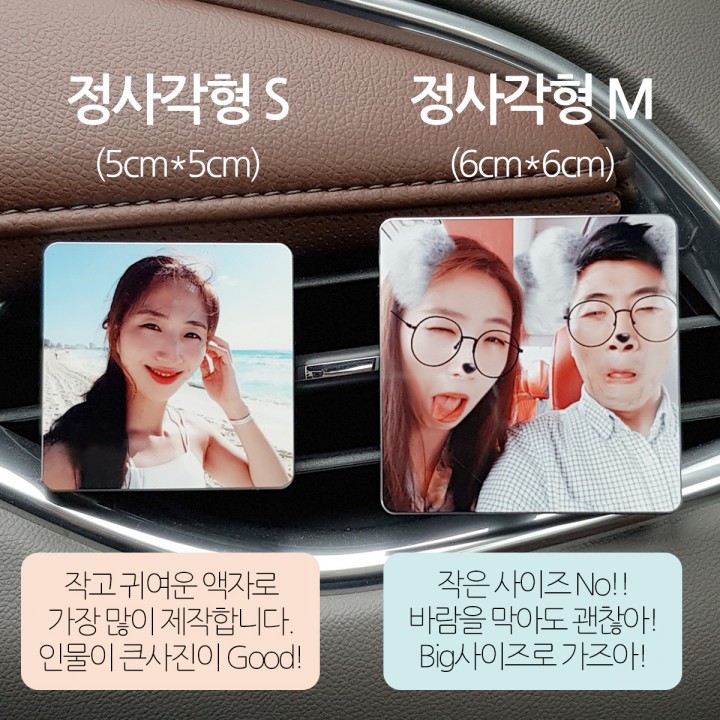 정사각형 S
(5cm*5cm)
정사각형 M
(6cm*6cm)
작고 귀여운 액자로
가장 많이 제작합니다.
인물이 큰사진이 Good!
작은 사이즈 No!!
바람을 막아도 괜찮아!
Big사이즈로 가즈아!